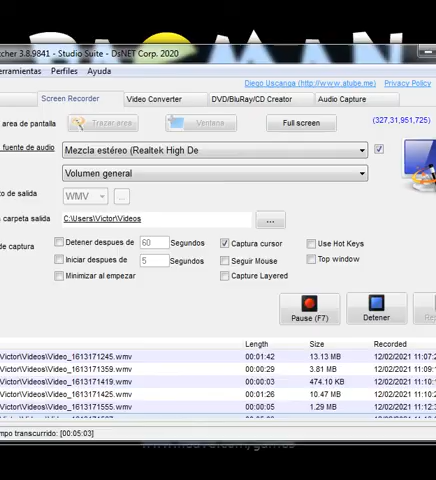 PACMAN
tcher 3.8.9841 - Studio Suite - DsNET Corp. 2020
erramientas Perfiles Ayuda
Diego Uscanga (http://www.atube.me) Privacy Policy
Screen Recorder Video Converter DVD/BluRay/CD Creator Audio Capture
area de pantalla Trazar area Ventana Full screen (327,31,951,725)
fuente de audio Mezcla estéreo (Realtek High De
Volumen general
to de salida WMV ...
carpeta salida C:\Users\Victor\Videos ...
de captura Detener despues de 60 Segundos Captura cursor Use Hot Keys
Iniciar despues de 5 Segundos Seguir Mouse Top window
Minimizar al empezar Capture Layered
Pause (F7) Detener Re
Length Size Recorded
Victor\Videos\Video_1613171245.wmv 00:01:42 13.13 MB 12/02/2021 11:07:2
Victor\Videos\Video_1613171359.wmv 00:00:29 3.81 MB 12/02/2021 11:09:1
Victor\Videos\Video_1613171419.wmv 00:00:03 474.10 KB 12/02/2021 11:10:1
Victor\Videos\Video_1613171425.wmv 00:01:26 10.47 MB 12/02/2021 11:10:2
Victor\Videos\Video_1613171555.wmv 00:00:05 1.29 MB 12/02/2021 11:12:3
mpo transcurrido: [00:05:03]